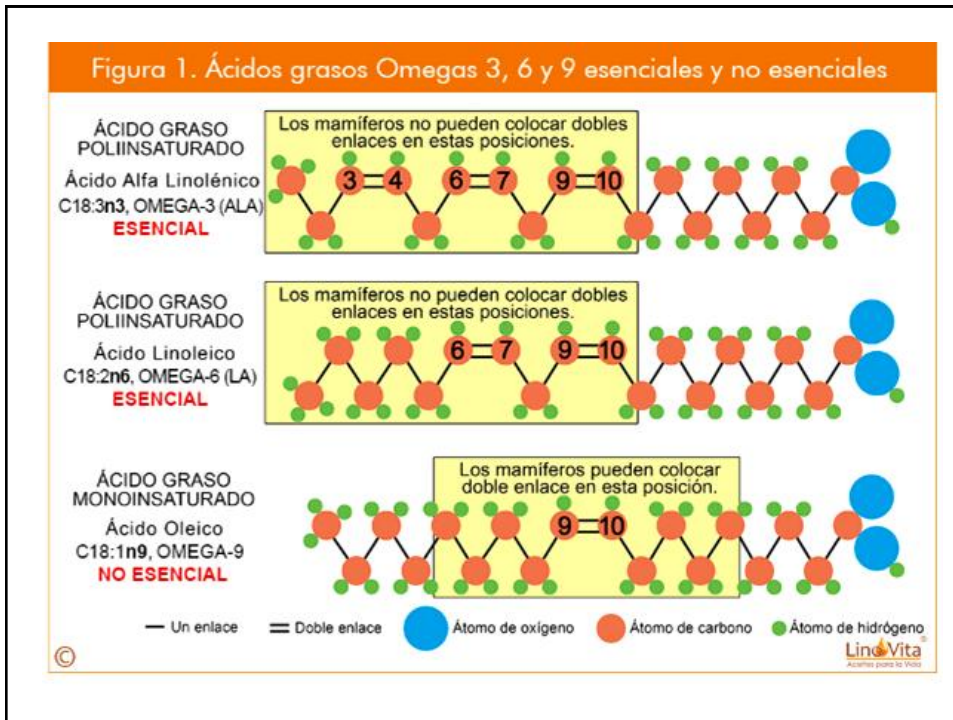 Figura 1. Ácidos grasos Omegas 3, 6 y 9 esenciales y no esenciales
ÁCIDO GRASO
POLIINSATURADO
Ácido Alfa Linolénico
C18:3n3, OMEGA-3 (ALA)
ESENCIAL
Los mamíferos no pueden colocar dobles
enlaces en estas posiciones.
3 4 6 7 9 10
ÁCIDO GRASO
POLIINSATURADO
Ácido Linoleico
C18:2n6, OMEGA-6 (LA)
ESENCIAL
Los mamíferos no pueden colocar dobles
enlaces en estas posiciones.
6 7 9 10
ÁCIDO GRASO
MONOINSATURADO
Ácido Oleico
C18:1n9, OMEGA-9
NO ESENCIAL
Los mamíferos pueden colocar
doble enlace en esta posición.
9 10
Un enlace Doble enlace Átomo de oxígeno Átomo de carbono Átomo de hidrógeno
© LinoVita®
Aceites para la Vida